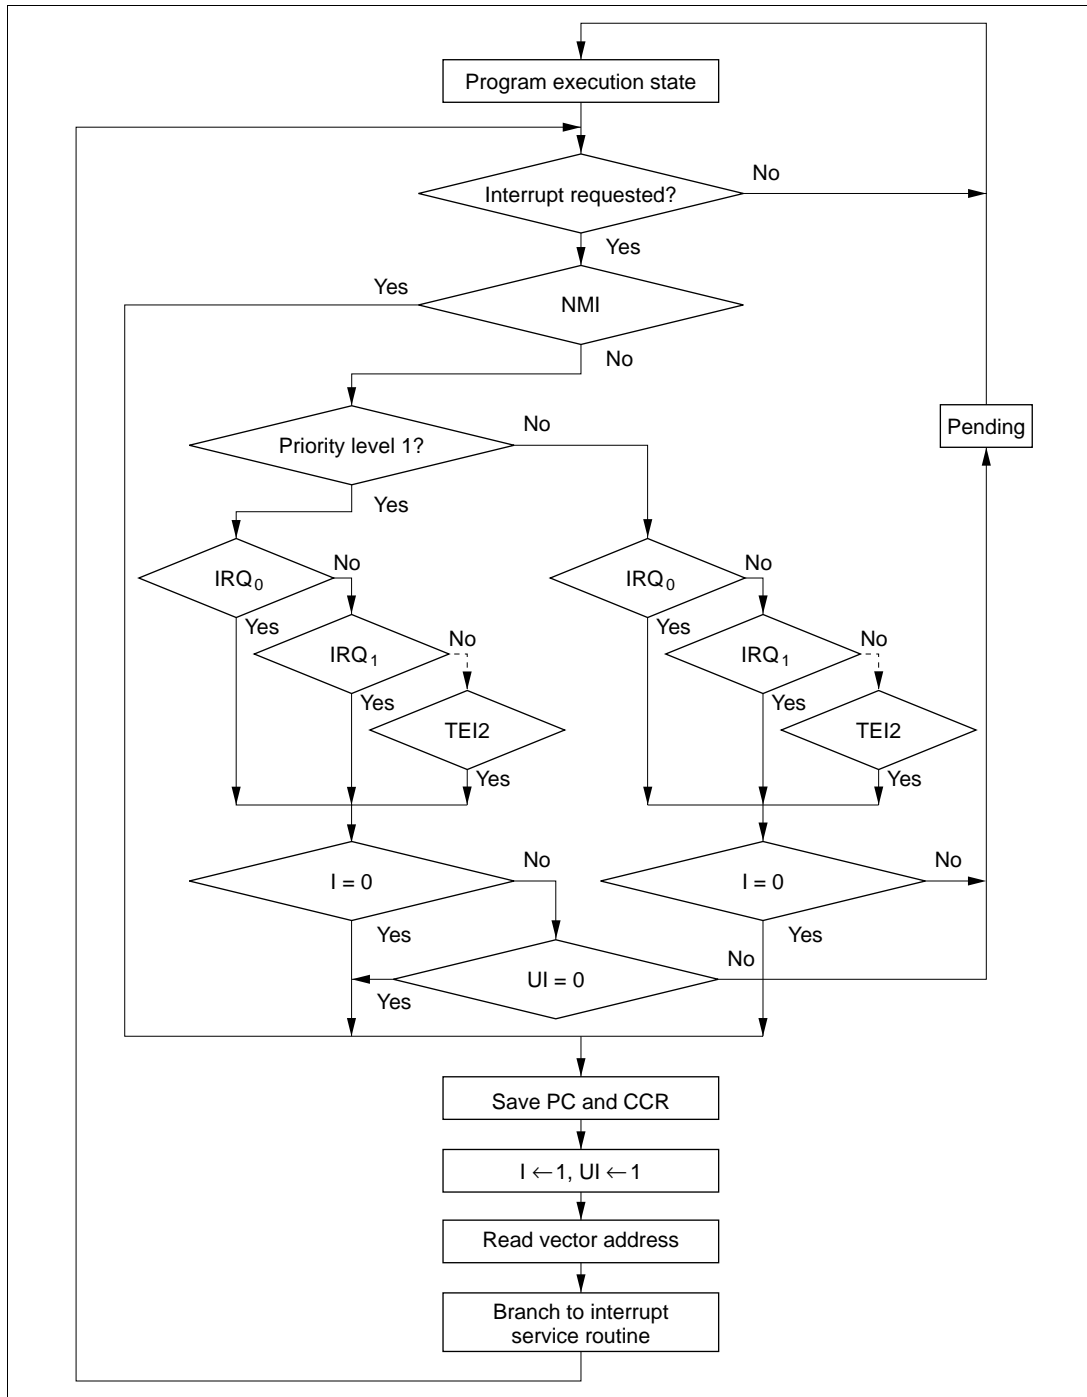 Program execution state
Interrupt requested?
No
Yes
Yes
NMI
No
Priority level 1?
No
Pending
Yes
IRQ0
No
Yes
IRQ1
No
Yes
TEI2
Yes
IRQ0
No
Yes
IRQ1
No
Yes
TEI2
Yes
I = 0
No
Yes
I = 0
No
Yes
UI = 0
No
Yes
Save PC and CCR
I ← 1, UI ← 1
Read vector address
Branch to interrupt
service routine